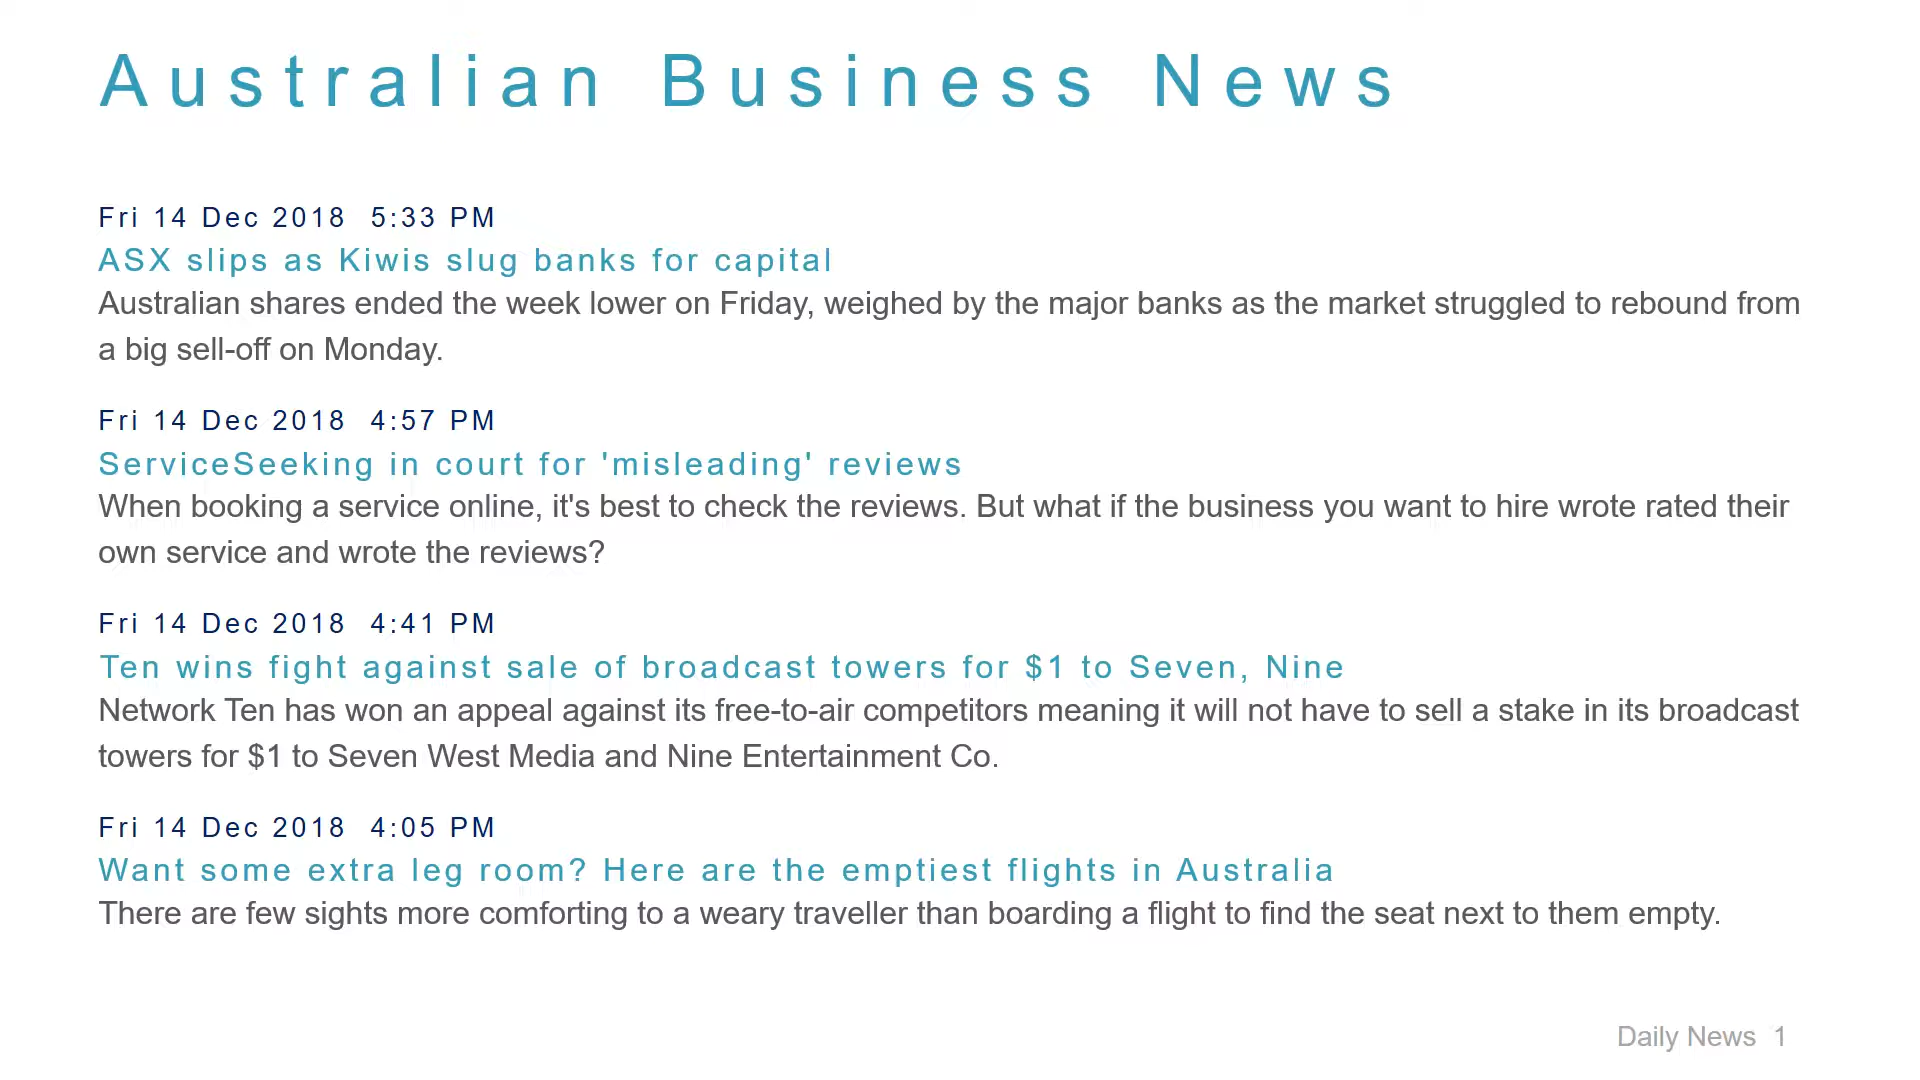 Australian Business News
Fri 14 Dec 2018  5:33 PM
ASX slips as Kiwis slug banks for capital
Australian shares ended the week lower on Friday, weighed by the major banks as the market struggled to rebound from
a big sell-off on Monday.
Fri 14 Dec 2018  4:57 PM
ServiceSeeking in court for 'misleading' reviews
When booking a service online, it's best to check the reviews. But what if the business you want to hire wrote rated their
own service and wrote the reviews?
Fri 14 Dec 2018  4:41 PM
Ten wins fight against sale of broadcast towers for $1 to Seven, Nine
Network Ten has won an appeal against its free-to-air competitors meaning it will not have to sell a stake in its broadcast
towers for $1 to Seven West Media and Nine Entertainment Co.
Fri 14 Dec 2018  4:05 PM
Want some extra leg room? Here are the emptiest flights in Australia
There are few sights more comforting to a weary traveller than boarding a flight to find the seat next to them empty.
Daily News  1